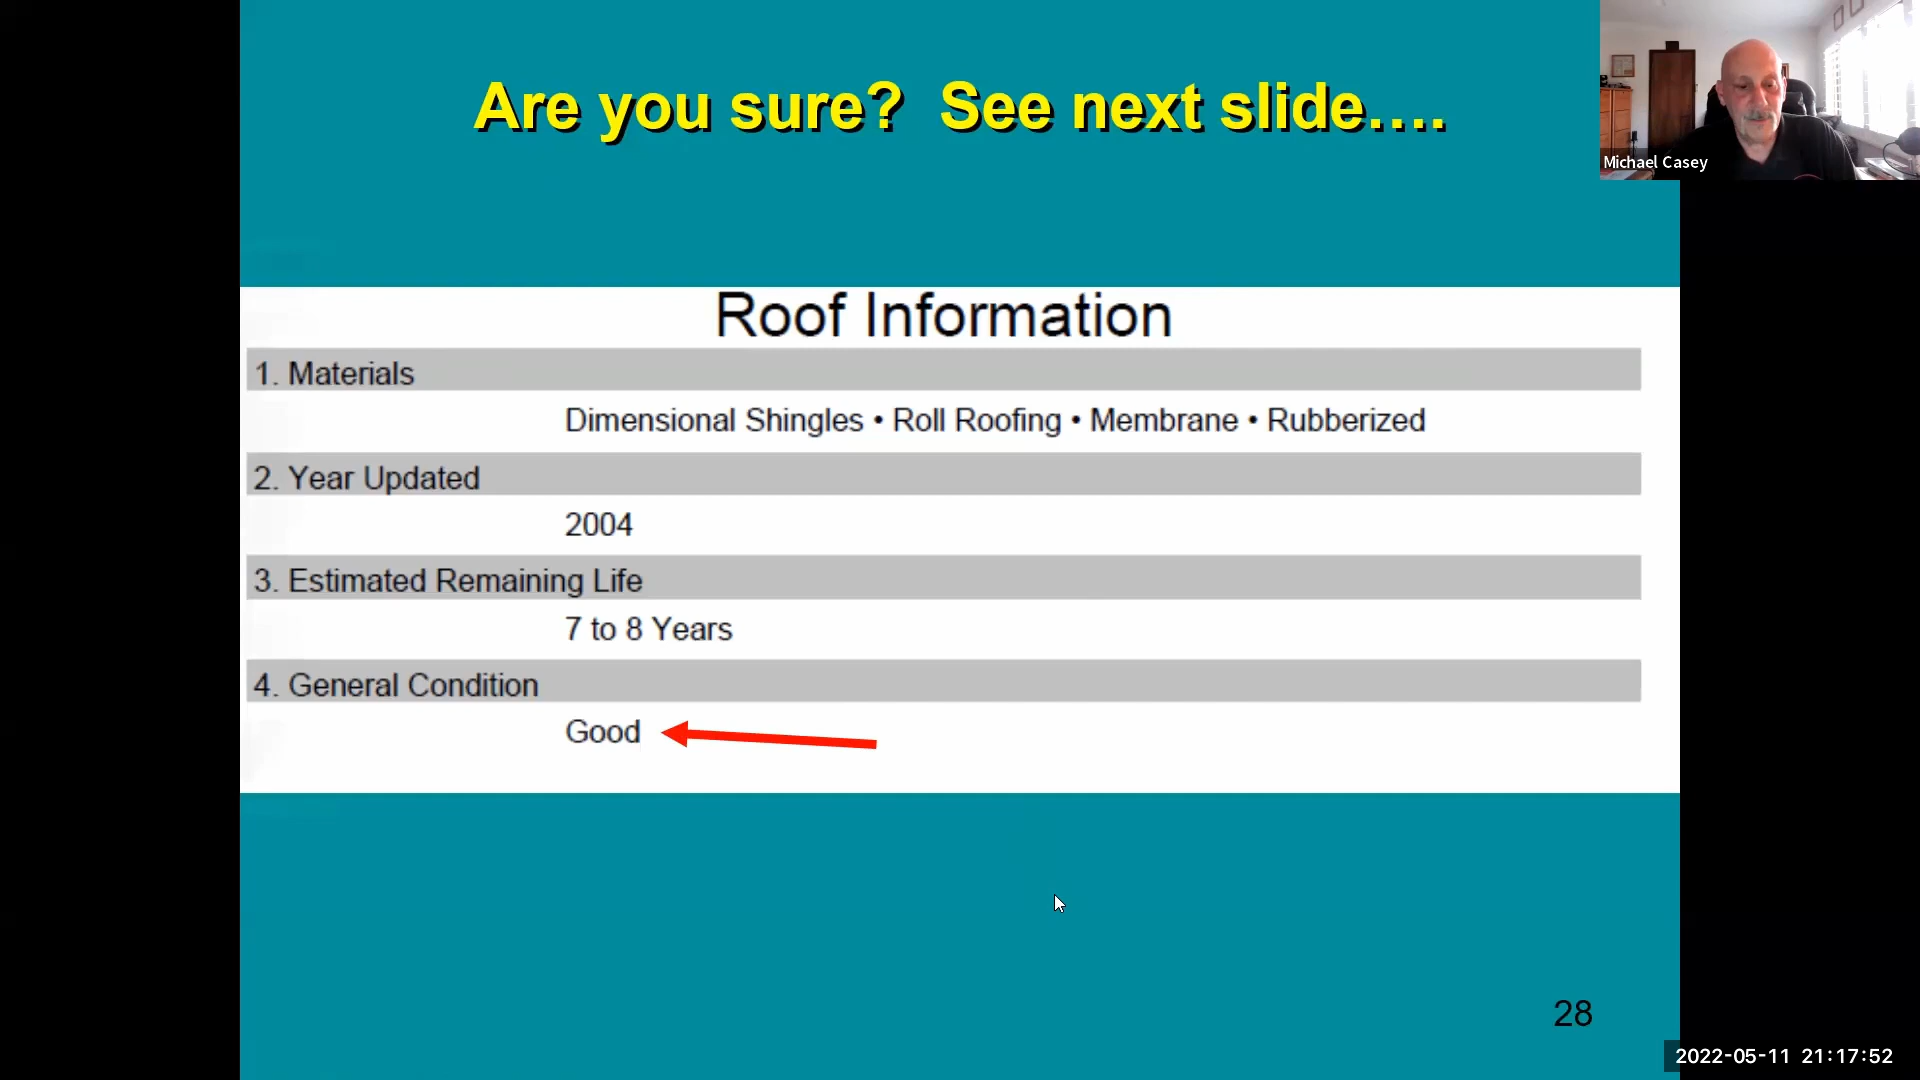 Are you sure?  See next slide….
Michael Casey
Roof Information
1. Materials
Dimensional Shingles • Roll Roofing • Membrane • Rubberized
2. Year Updated
2004
3. Estimated Remaining Life
7 to 8 Years
4. General Condition
Good
28
2022-05-11 21:17:52